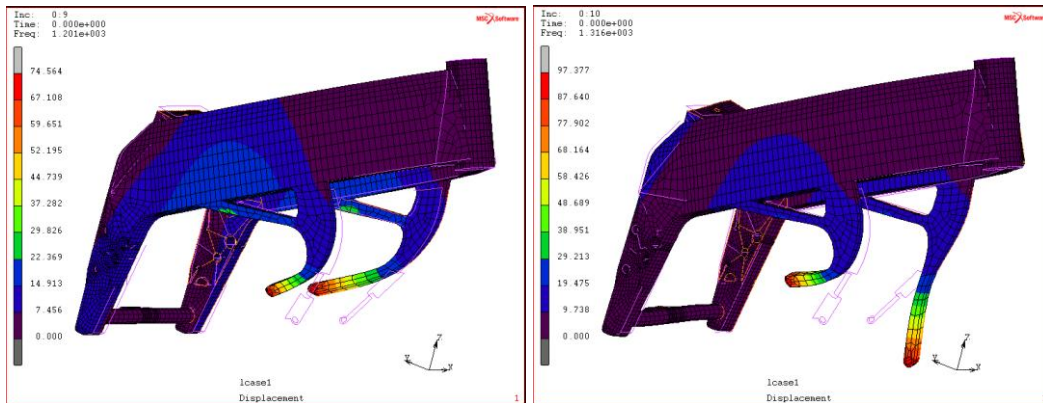 Inc: 0:9
Time: 0.000e+000
Freq: 1.201e+003
MSC Software
74.564
67.108
59.651
52.195
44.739
37.282
29.826
22.369
14.913
7.456
0.000
Z
Y
lcase1
Displacement
1
Inc: 0:10
Time: 0.000e+000
Freq: 1.316e+003
MSC Software
97.377
87.640
77.902
68.164
58.426
48.689
38.951
29.213
19.475
9.738
0.000
Z
Y
lcase1
Displacement